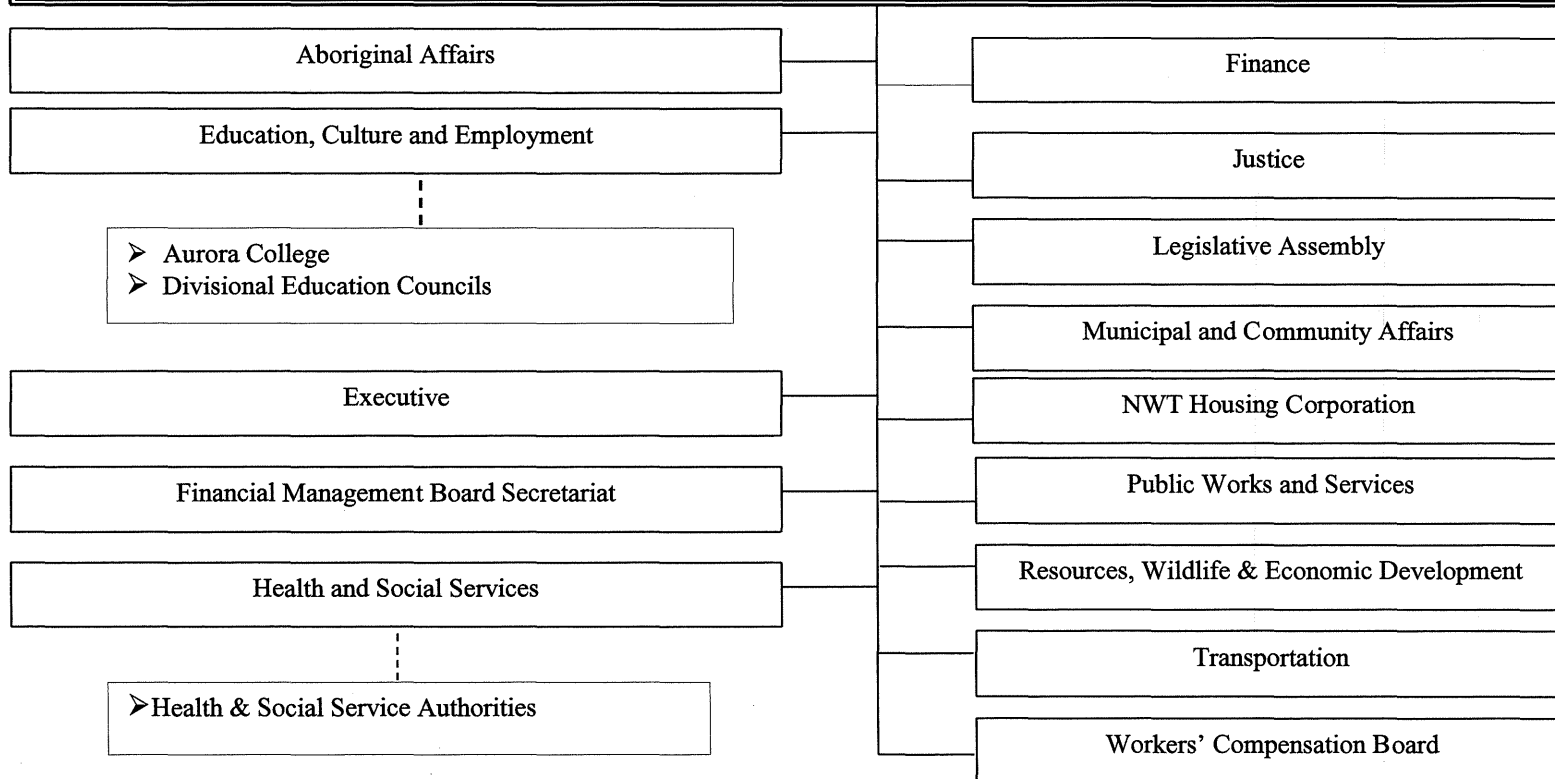 Aboriginal Affairs
Education, Culture and Employment
➢ Aurora College
➢ Divisional Education Councils
Executive
Financial Management Board Secretariat
Health and Social Services
➢Health & Social Service Authorities
Finance
Justice
Legislative Assembly
Municipal and Community Affairs
NWT Housing Corporation
Public Works and Services
Resources, Wildlife & Economic Development
Transportation
Workers’ Compensation Board